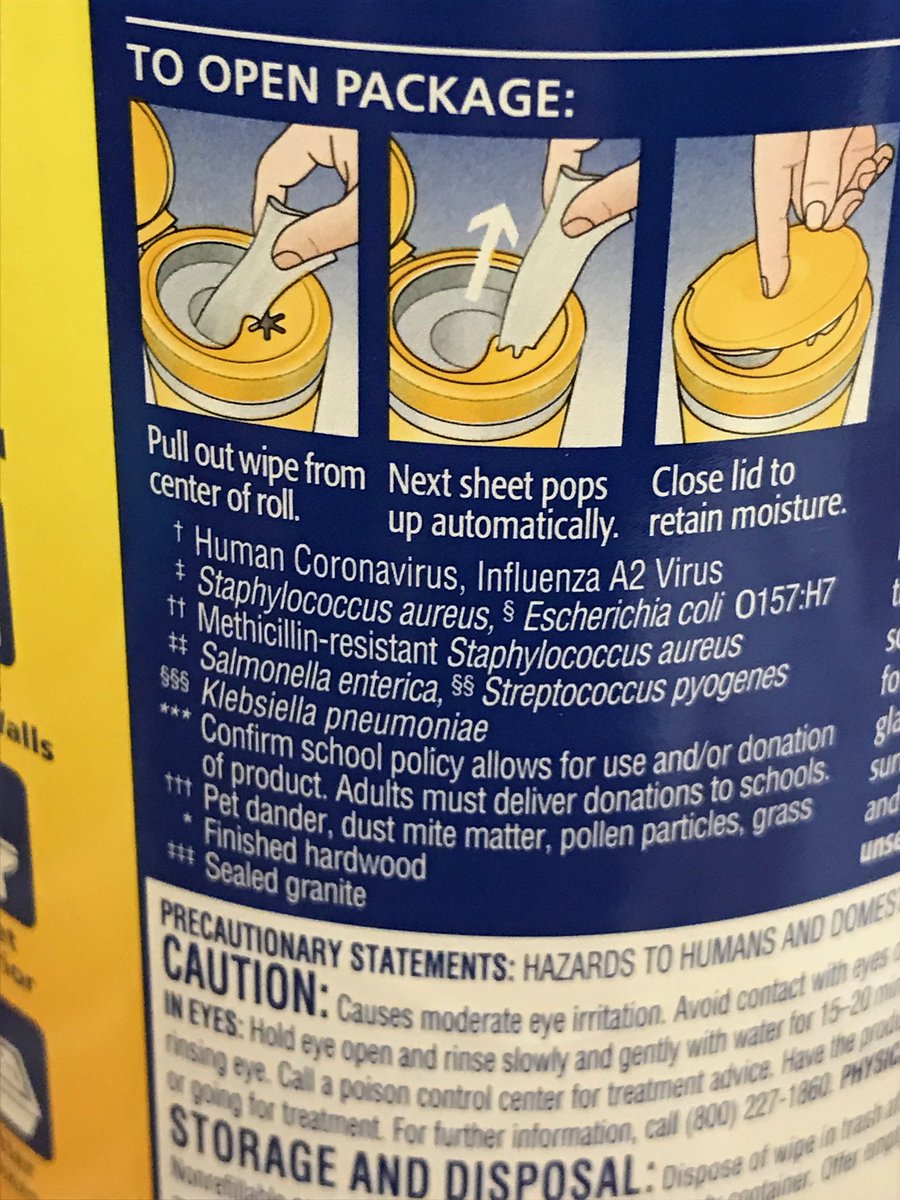 TO OPEN PACKAGE:
Pull out wipe from
center of roll.
Next sheet pops
up automatically.
Close lid to
retain moisture.
† Human Coronavirus, Influenza A2 Virus
‡ Staphylococcus aureus, § Escherichia coli O157:H7
†† Methicillin-resistant Staphylococcus aureus
‡‡ Salmonella enterica, §§ Streptococcus pyogenes
§§§ Klebsiella pneumoniae
*** Confirm school policy allows for use and/or donation
of product. Adults must deliver donations to schools.
††† Pet dander, dust mite matter, pollen particles, grass
* Finished hardwood
‡‡‡ Sealed granite
PRECAUTIONARY STATEMENTS: HAZARDS TO HUMANS AND DOMES
CAUTION: Causes moderate eye irritation. Avoid contact with eyes
IN EYES: Hold eye open and rinse slowly and gently with water for 15–20
rinsing eye. Call a poison control center for treatment advice. Have the
or going for treatment. For further information, call (800) 227-1860. PHYSIC
STORAGE AND DISPOSAL: Dispose of wipe in trash
alls
and